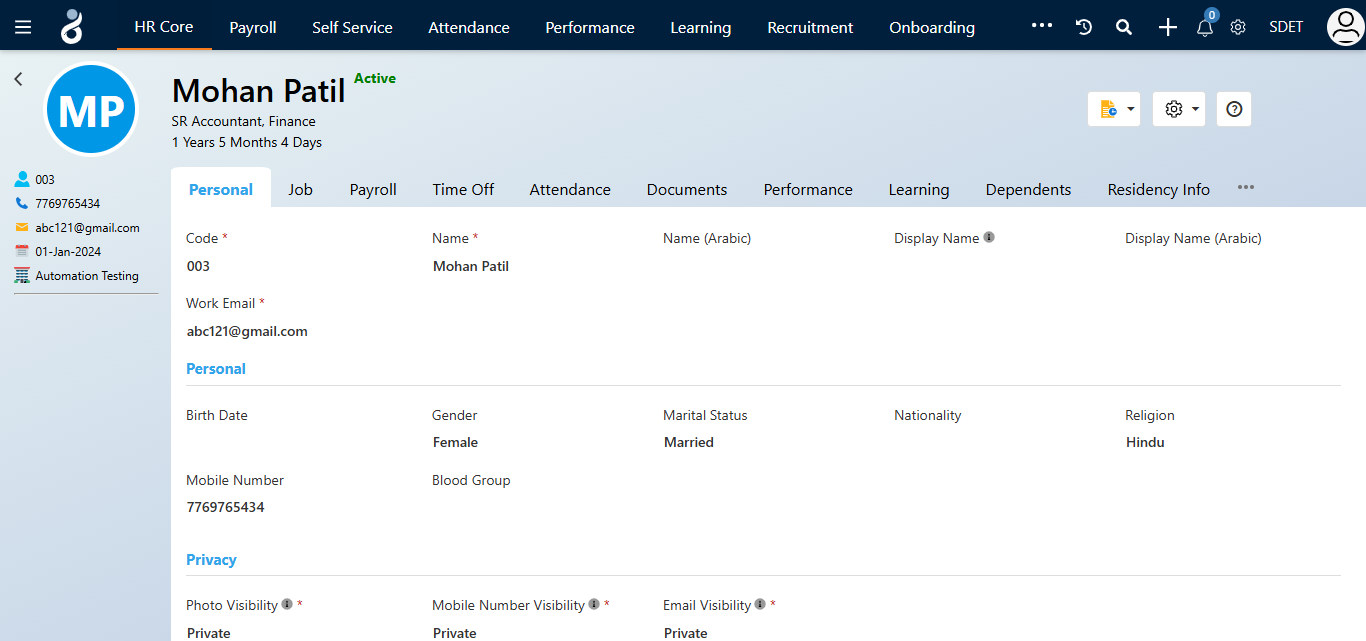 HR Core Payroll Self Service Attendance Performance Learning Recruitment Onboarding ••• 0 SDET
MP
Mohan Patil Active
SR Accountant, Finance
1 Years 5 Months 4 Days
003
7769765434
abc121@gmail.com
01-Jan-2024
Automation Testing
Personal Job Payroll Time Off Attendance Documents Performance Learning Dependents Residency Info •••
Code * Name * Name (Arabic) Display Name Display Name (Arabic)
003 Mohan Patil
Work Email *
abc121@gmail.com
Personal
Birth Date Gender Marital Status Nationality Religion
Female Married Hindu
Mobile Number Blood Group
7769765434
Privacy
Photo Visibility * Mobile Number Visibility * Email Visibility *
Private Private Private